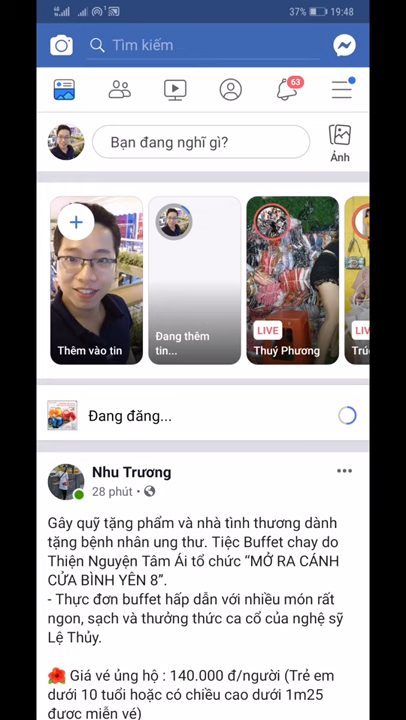 37% 19:48
Tìm kiếm
63
Bạn đang nghĩ gì?
Ảnh
Thêm vào tin
Đang thêm
tin...
LIVE
Thuý Phương
LIV
Trú
Đang đăng...
Nhu Trương
28 phút
Gây quỹ tặng phẩm và nhà tình thương dành
tặng bệnh nhân ung thư. Tiệc Buffet chay do
Thiện Nguyện Tâm Ái tổ chức “MỞ RA CÁNH
CỬA BÌNH YÊN 8”.
- Thực đơn buffet hấp dẫn với nhiều món rất
ngon, sạch và thưởng thức ca cổ của nghệ sỹ
Lệ Thủy.
Giá vé ủng hộ : 140.000 đ/người (Trẻ em
dưới 10 tuổi hoặc có chiều cao dưới 1m25
được miễn vé)